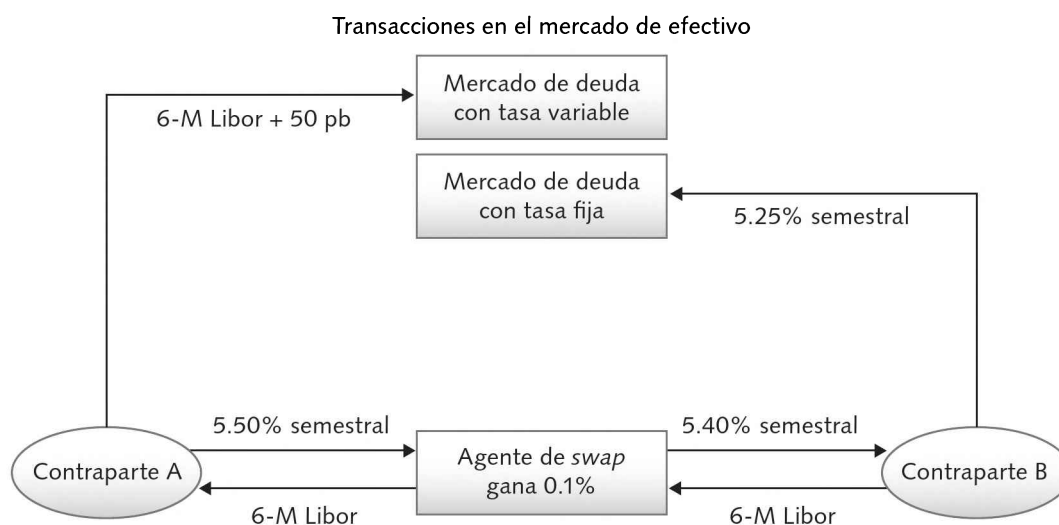 Transacciones en el mercado de efectivo
Mercado de deuda
con tasa variable
6-M Libor + 50 pb
Mercado de deuda
con tasa fija
5.25% semestral
5.50% semestral
5.40% semestral
Contraparte A
Agente de swap
gana 0.1%
Contraparte B
6-M Libor
6-M Libor